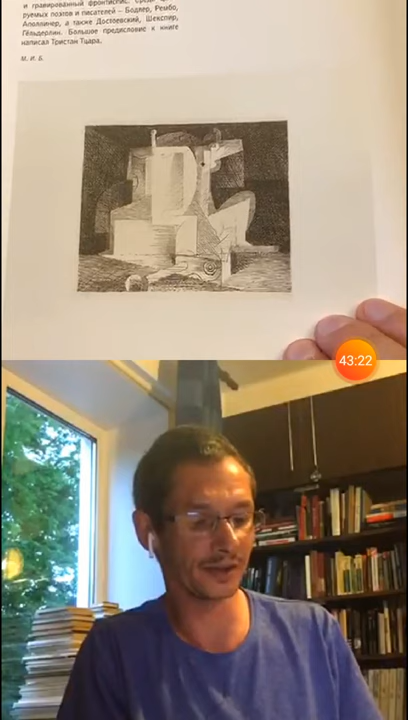 и гравированный фронтиспис. Среди
руемых поэтов и писателей – Бодлер, Рембо,
Аполлинер, а также Достоевский, Шекспир,
Гёльдерлин. Большое предисловие к книге
написал Тристан Тцара.
М. И. Б.
43:22